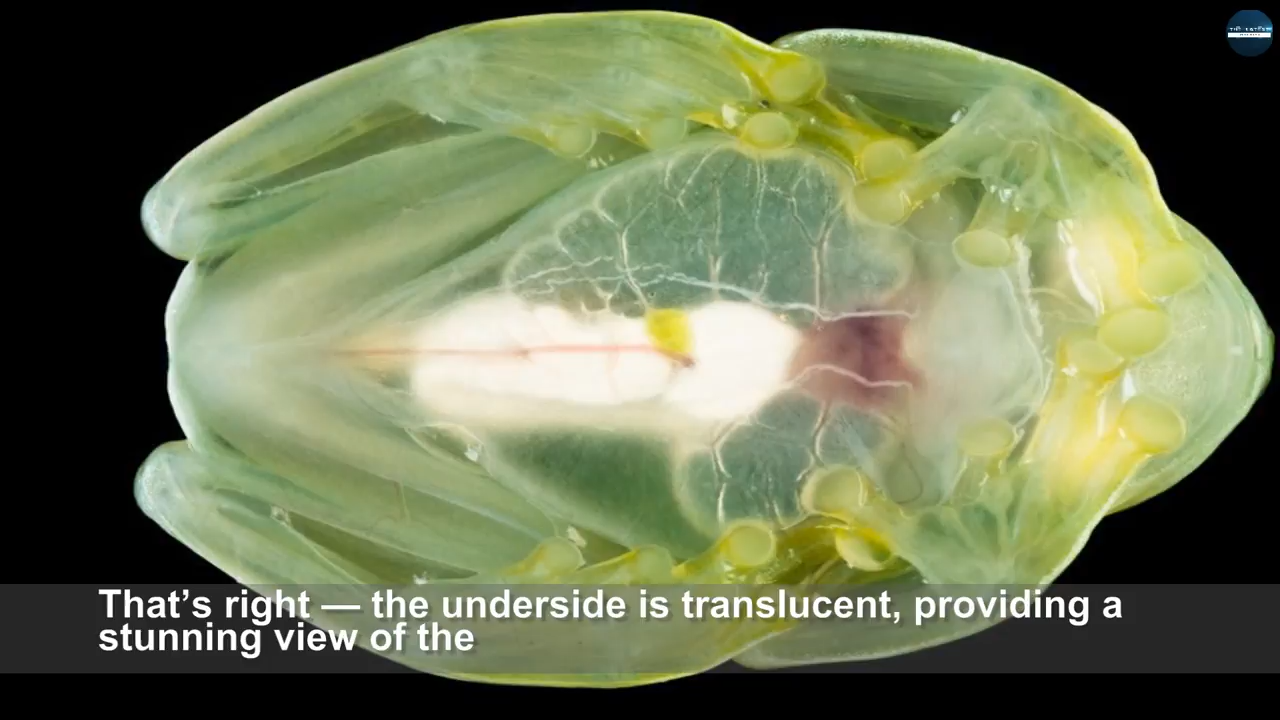 That’s right — the underside is translucent, providing a
stunning view of the